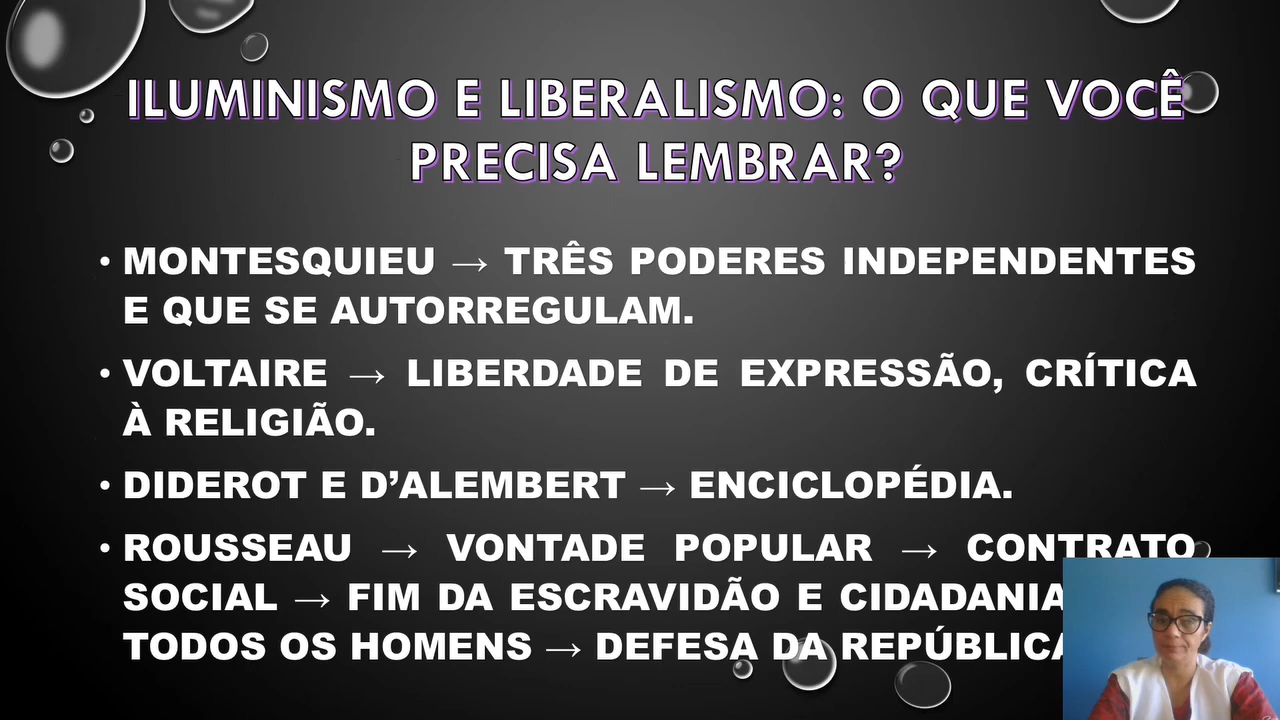 ILUMINISMO E LIBERALISMO: O QUE VOCÊ
PRECISA LEMBRAR?
• MONTESQUIEU → TRÊS PODERES INDEPENDENTES
E QUE SE AUTORREGULAM.
• VOLTAIRE → LIBERDADE DE EXPRESSÃO, CRÍTICA
À RELIGIÃO.
• DIDEROT E D’ALEMBERT → ENCICLOPÉDIA.
• ROUSSEAU → VONTADE POPULAR → CONTRATO
SOCIAL → FIM DA ESCRAVIDÃO E CIDADANIA
TODOS OS HOMENS → DEFESA DA REPÚBLICA